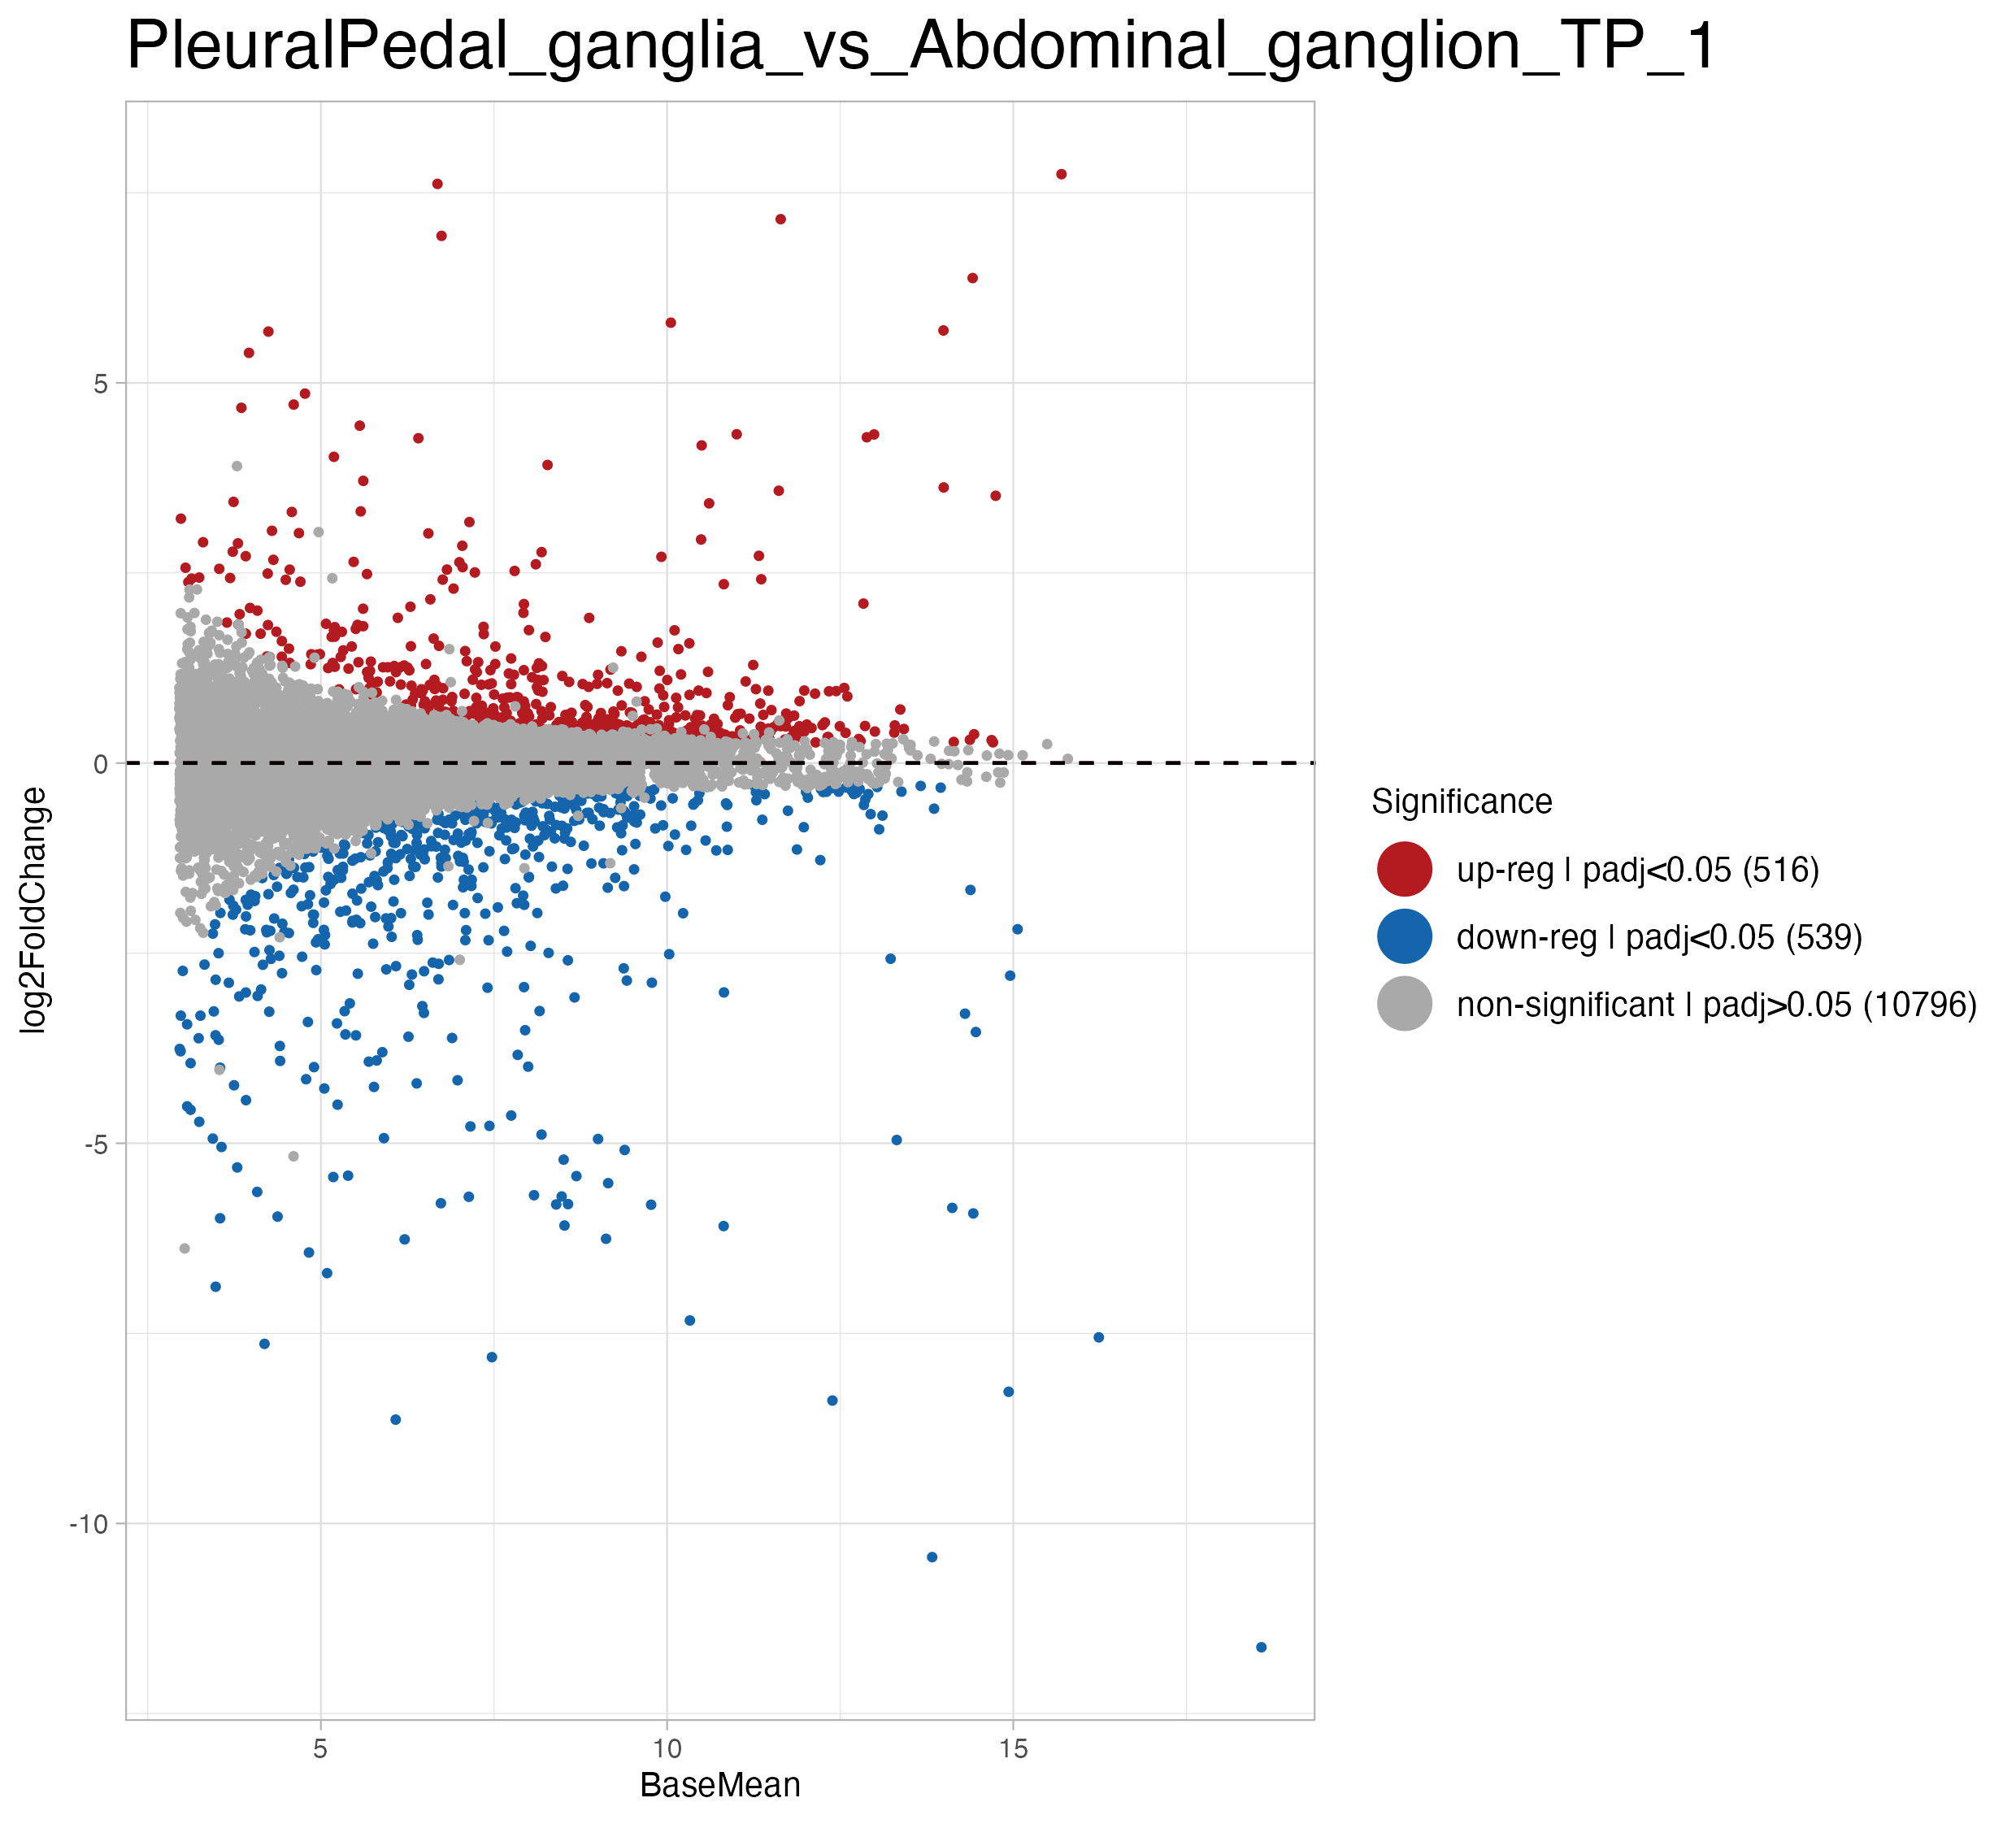 PleuralPedal_ganglia_vs_Abdominal_ganglion_TP_1
5
0
-5
-10
log2FoldChange
5 10 15
BaseMean
Significance
up-reg | padj<0.05 (516)
down-reg | padj<0.05 (539)
non-significant | padj>0.05 (10796)